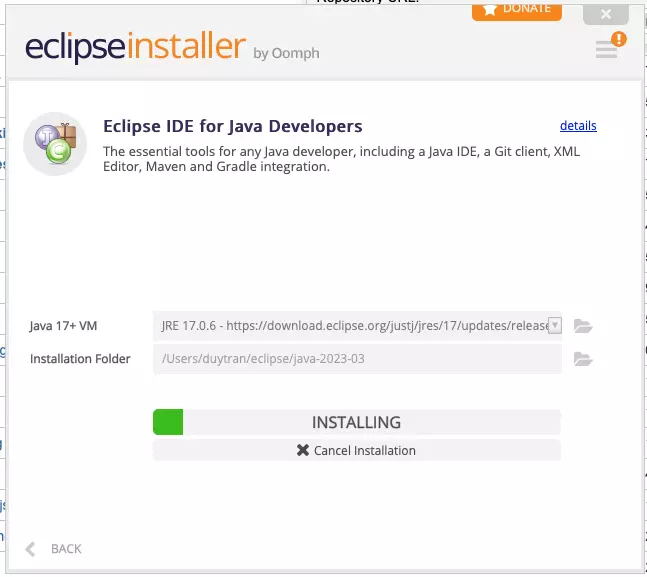 Repository URL:
DONATE
eclipseinstaller by Oomph
Eclipse IDE for Java Developers
details
The essential tools for any Java developer, including a Java IDE, a Git client, XML
Editor, Maven and Gradle integration.
Java 17+ VM
JRE 17.0.6 - https://download.eclipse.org/justj/jres/17/updates/release
Installation Folder
/Users/duytran/eclipse/java-2023-03
INSTALLING
Cancel Installation
BACK